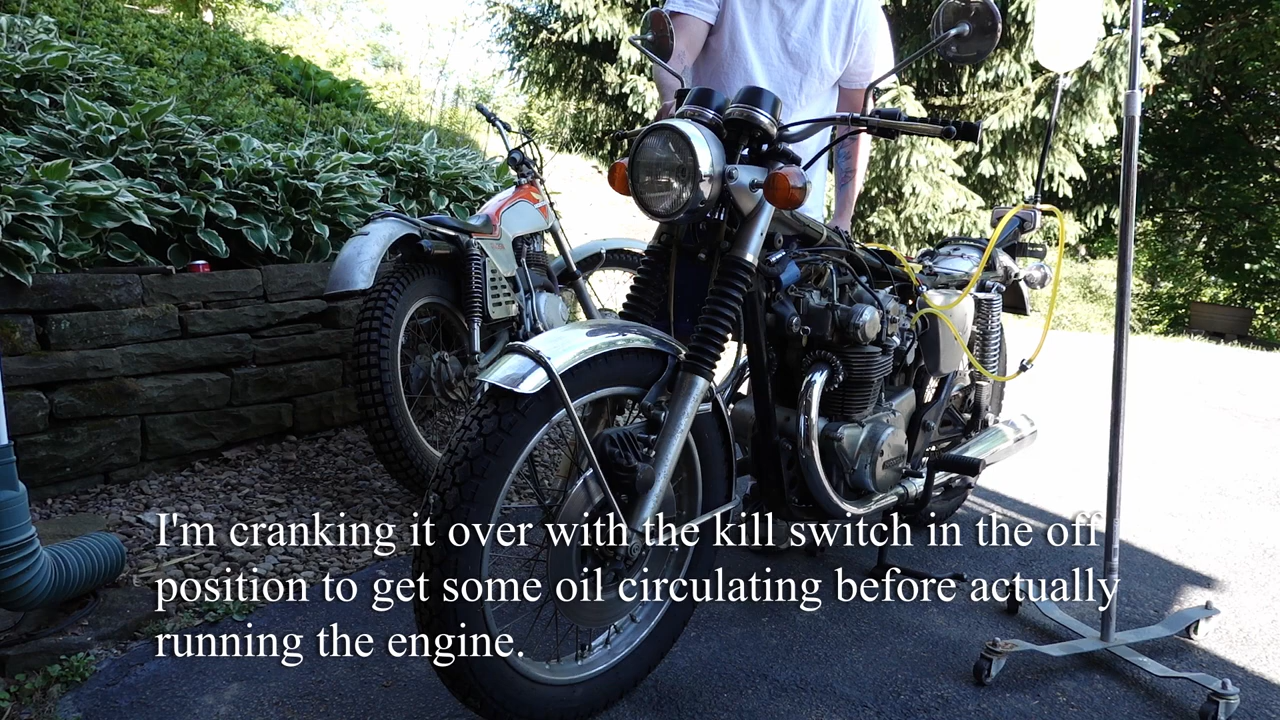 I'm cranking it over with the kill switch in the off
position to get some oil circulating before actually
running the engine.